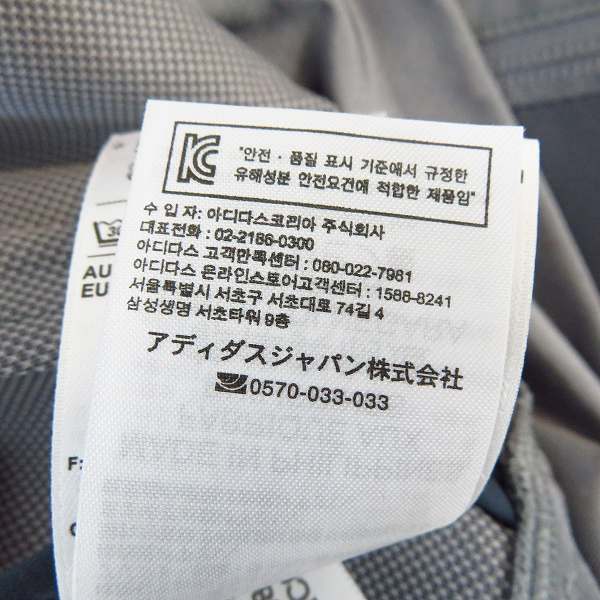 KC
"안전 · 품질 표시 기준에서 규정한
유해성분 안전요건에 적합한 제품임"
수 입 자: 아디다스코리아 주식회사
대표전화 : 02-2186-0300
아디다스 고객만족센터 : 080-022-7981
아디다스 온라인스토어고객센터 : 1588-8241
서울특별시 서초구 서초대로 74길 4
삼성생명 서초타워 9층
アディダスジャパン株式会社
0570-033-033
30
AU
EU
F: